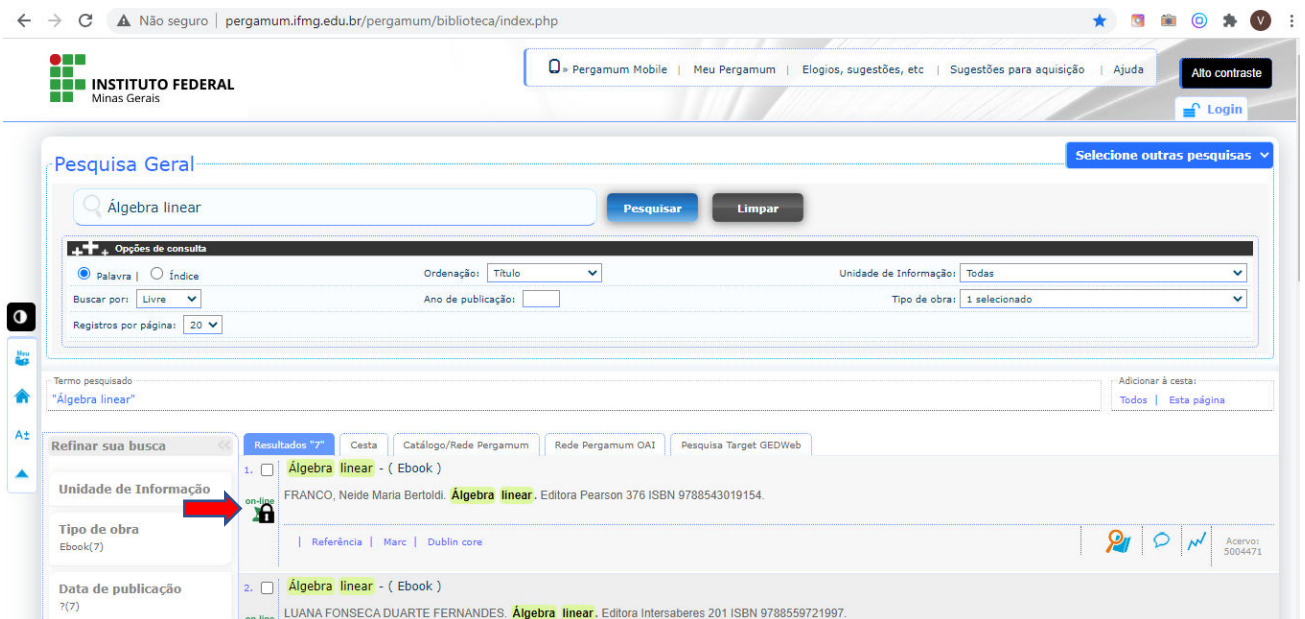 Não seguro | pergamum.ifmg.edu.br/pergamum/biblioteca/index.php
V
INSTITUTO FEDERAL
Minas Gerais
» Pergamum Mobile | Meu Pergamum | Elogios, sugestões, etc | Sugestões para aquisição | Ajuda
Alto contraste
Login
Pesquisa Geral
Selecione outras pesquisas
Álgebra linear
Pesquisar
Limpar
Opções de consulta
Palavra | Índice
Ordenação: Título
Unidade de Informação: Todas
Buscar por: Livre
Ano de publicação:
Tipo de obra: 1 selecionado
Registros por página: 20
Meu
A±
Termo pesquisado
"Álgebra linear"
Adicionar à cesta:
Todos | Esta página
Refinar sua busca
Unidade de Informação
Tipo de obra
Ebook(7)
Data de publicação
?(7)
Resultados "7"
Cesta
Catálogo/Rede Pergamum
Rede Pergamum OAI
Pesquisa Target GEDWeb
1. Álgebra linear - ( Ebook )
on-line
FRANCO, Neide Maria Bertoldi. Álgebra linear. Editora Pearson 376 ISBN 9788543019154.
| Referência | Marc | Dublin core
Acervo:
5004471
2. Álgebra linear - ( Ebook )
on-line
LUANA FONSECA DUARTE FERNANDES. Álgebra linear. Editora Intersaberes 201 ISBN 9788559721997.